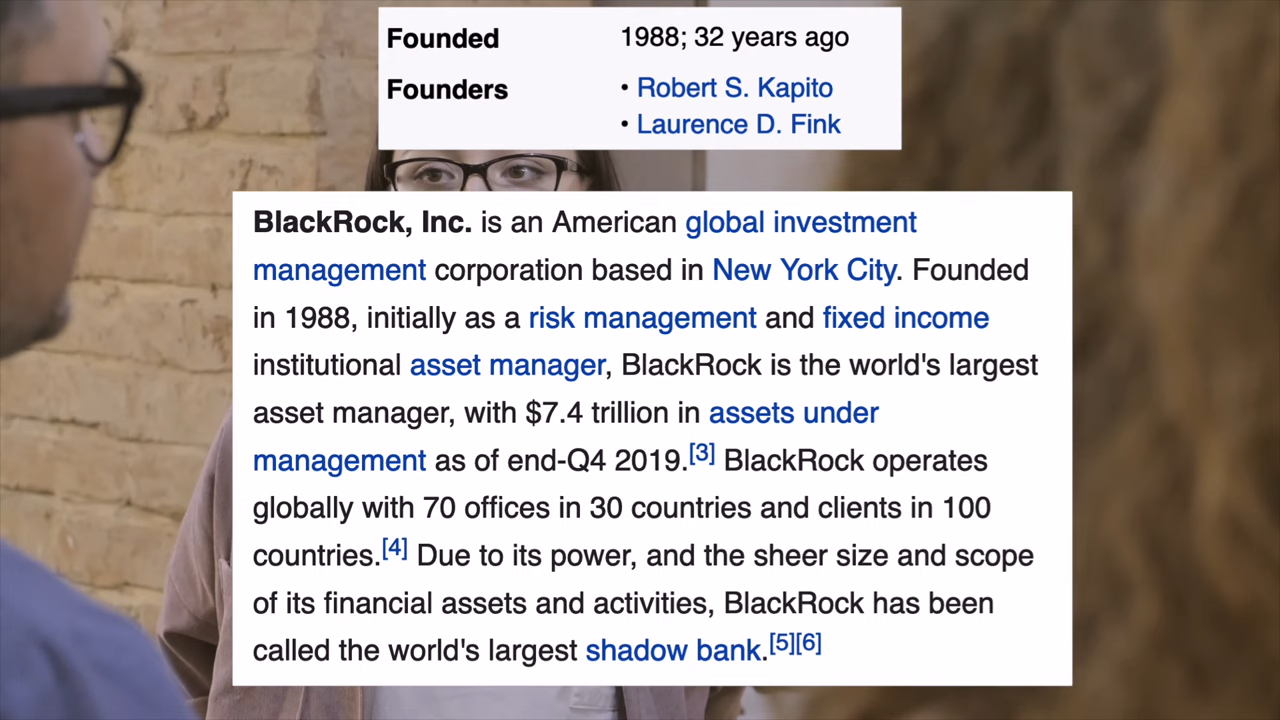 Founded 1988; 32 years ago
Founders • Robert S. Kapito
• Laurence D. Fink
BlackRock, Inc. is an American global investment
management corporation based in New York City. Founded
in 1988, initially as a risk management and fixed income
institutional asset manager, BlackRock is the world's largest
asset manager, with $7.4 trillion in assets under
management as of end-Q4 2019.[3] BlackRock operates
globally with 70 offices in 30 countries and clients in 100
countries.[4] Due to its power, and the sheer size and scope
of its financial assets and activities, BlackRock has been
called the world's largest shadow bank.[5][6]